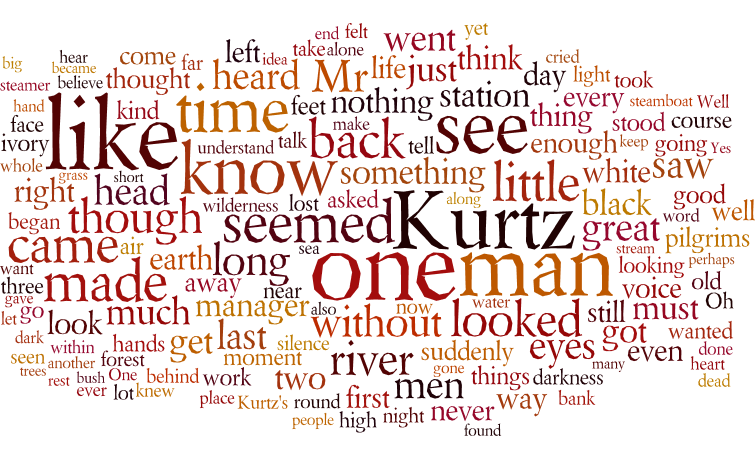 end felt yet
big hear come left idea take alone went cried
became far life just think day light took
steamer believe thought heard Mr
hand kind time feet nothing station every steamboat Well
face like see thing stood course
ivory understand talk make back tell enough keep going Yes
whole grass short know something little white saw
right head wilderness lost asked along black good
began though seemed Kurtz great word well
came air sea stream pilgrims
want earth long one man looking perhaps
three made away near voice old
gave go manager also now water still must Oh
let look much without looked got wanted
dark within hands get last silence river suddenly eyes even done
seen another forest moment gone many heart
trees rest bush One behind work two men things darkness dead
ever lot knew place Kurtz's round first never way bank
people high night found